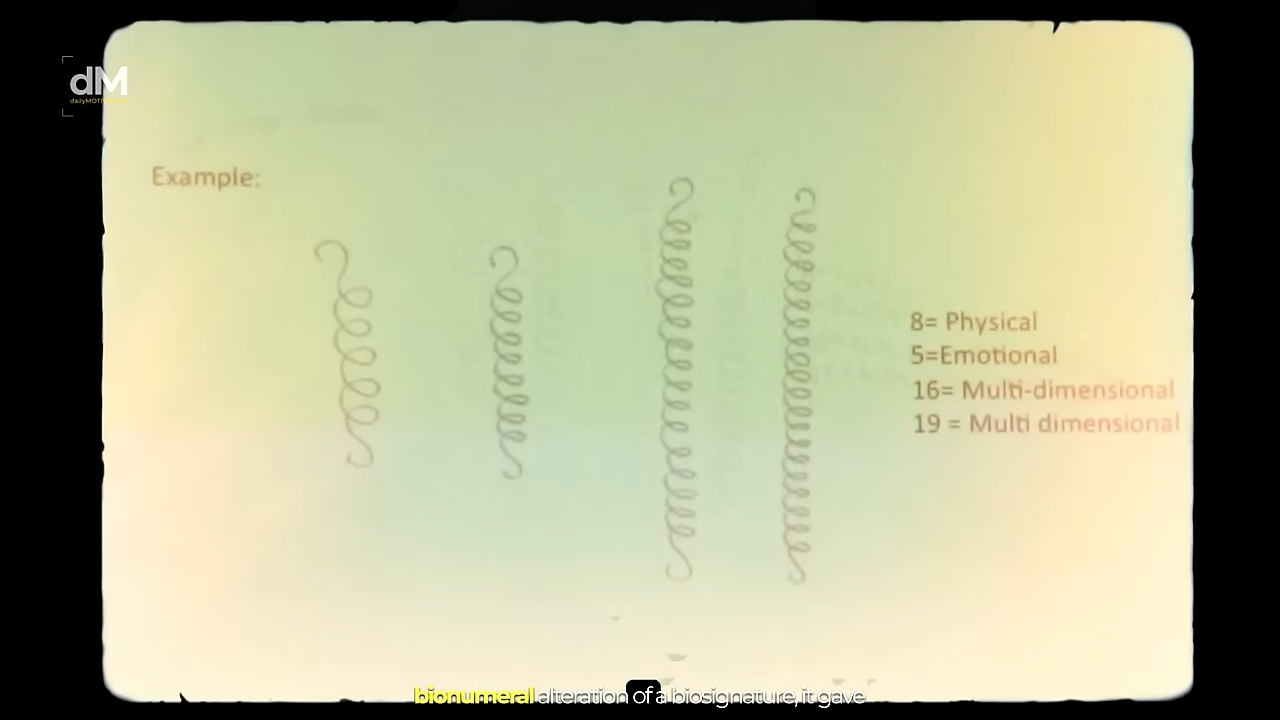 dM
Example:
8= Physical
5=Emotional
16= Multi-dimensional
19 = Multi dimensional
bionumeral alteration of a biosignature, it gave